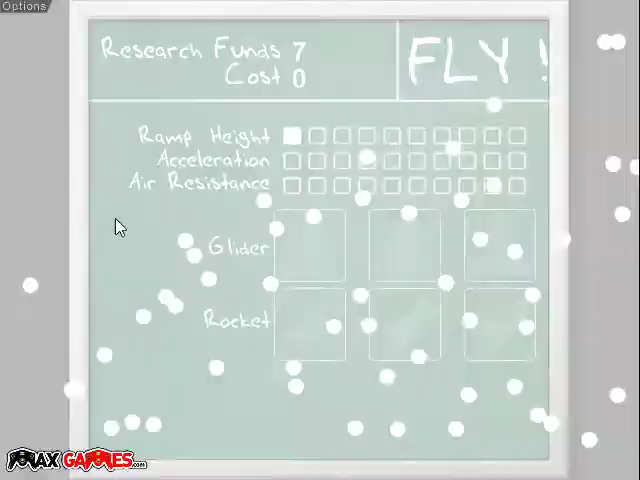 Options
Research Funds 7
Cost 0
FLY!
Ramp Height
Acceleration
Air Resistance
Glider
Rocket
MAX GAMES.com